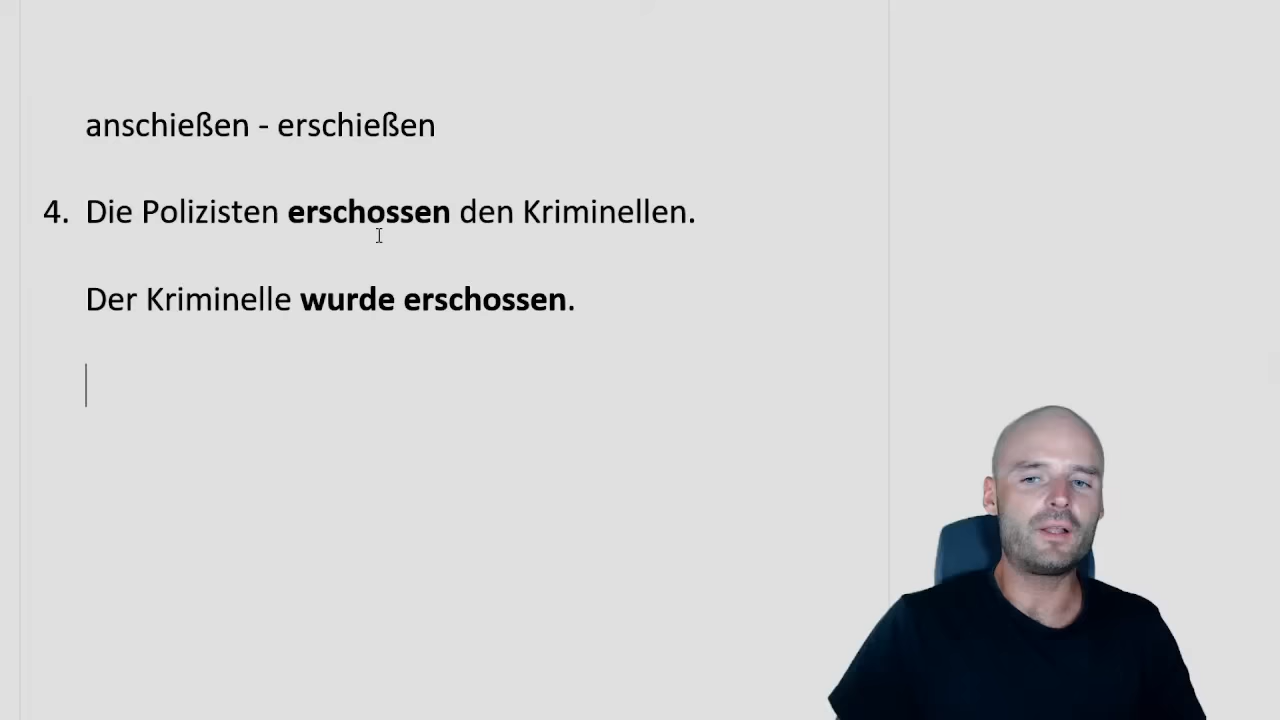 anschießen - erschießen
4. Die Polizisten erschossen den Kriminellen.
Der Kriminelle wurde erschossen.